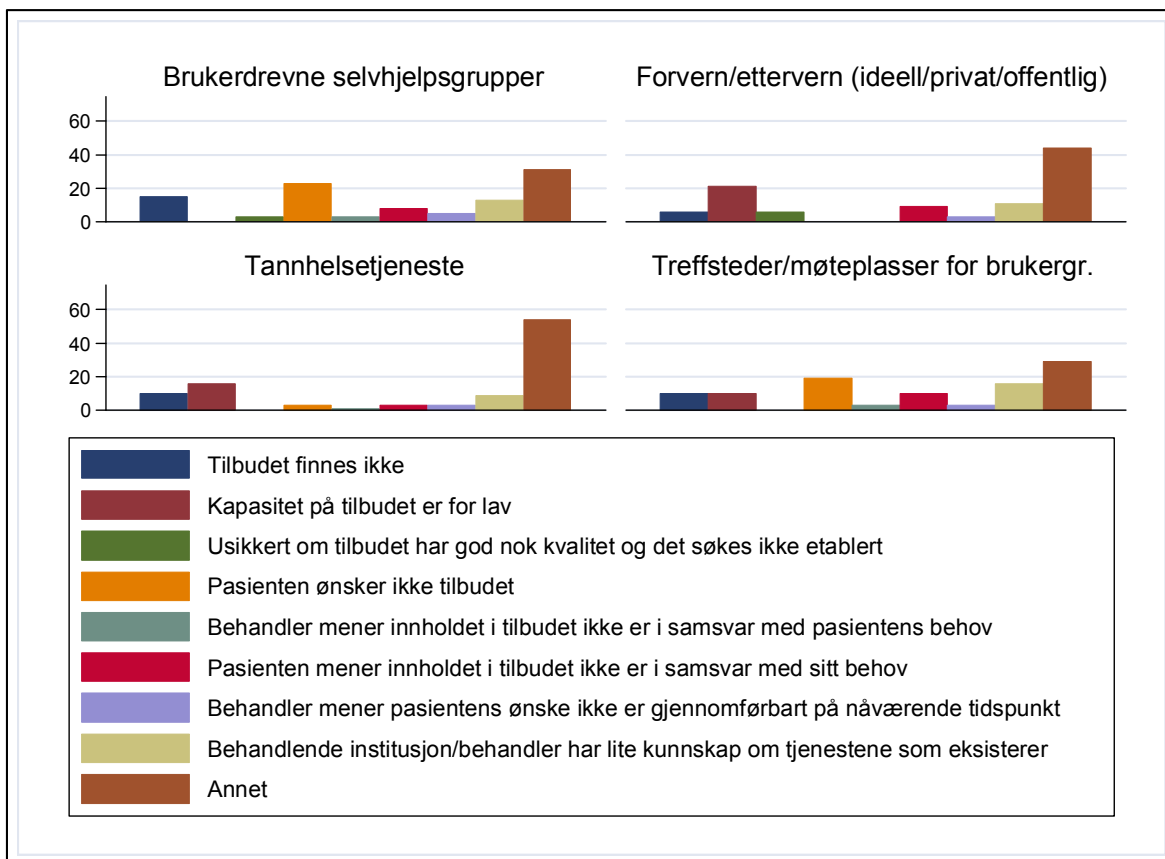 Brukerdrevne selvhjelpsgrupper
Forvern/ettervern (ideell/privat/offentlig)
60
40
20
0
Tannhelsetjeneste
Treffsteder/møteplasser for brukergr.
60
40
20
0
Tilbudet finnes ikke
Kapasitet på tilbudet er for lav
Usikkert om tilbudet har god nok kvalitet og det søkes ikke etablert
Pasienten ønsker ikke tilbudet
Behandler mener innholdet i tilbudet ikke er i samsvar med pasientens behov
Pasienten mener innholdet i tilbudet ikke er i samsvar med sitt behov
Behandler mener pasientens ønske ikke er gjennomførbart på nåværende tidspunkt
Behandlende institusjon/behandler har lite kunnskap om tjenestene som eksisterer
Annet